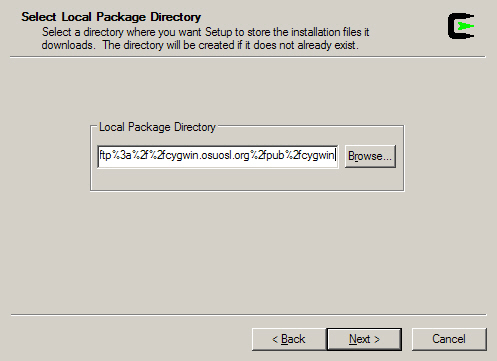 Select Local Package Directory
Select a directory where you want Setup to store the installation files it
downloads. The directory will be created if it does not already exist.
Local Package Directory
ftp%3a%2f%2fcygwin.osuosl.org%2fpub%2fcygwin
Browse...
< Back
Next >
Cancel